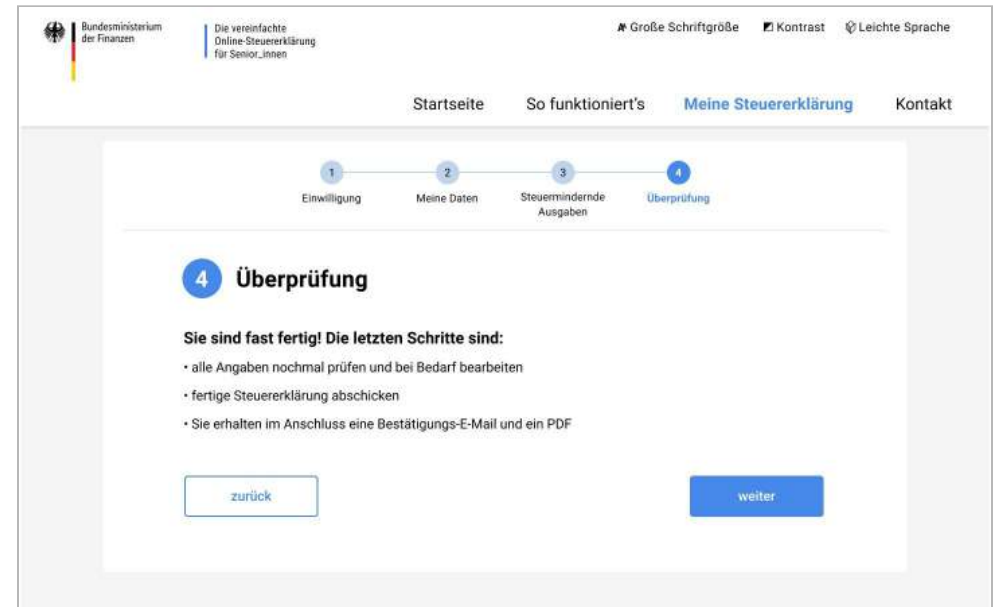 Bundesministerium
der Finanzen
Die vereinfachte
Online-Steuererklärung
für Senior_innen
Große Schriftgröße Kontrast Leichte Sprache
Startseite So funktioniert's Meine Steuererklärung Kontakt
1 2 3 4
Einwilligung Meine Daten Steuermindernde Überprüfung
Ausgaben
4 Überprüfung
Sie sind fast fertig! Die letzten Schritte sind:
• alle Angaben nochmal prüfen und bei Bedarf bearbeiten
• fertige Steuererklärung abschicken
• Sie erhalten im Anschluss eine Bestätigungs-E-Mail und ein PDF
zurück weiter